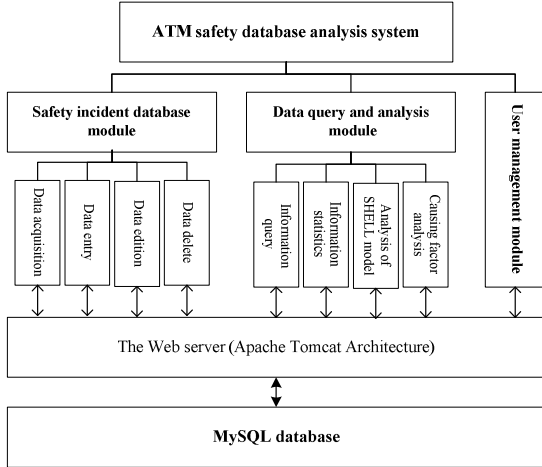 ATM safety database analysis system
Safety incident database
module
Data query and analysis
module
User management module
Data acquisition
Data entry
Data edition
Data delete
Information
query
Information
statistics
Analysis of
SHELL model
Causing factor
analysis
The Web server (Apache Tomcat Architecture)
MySQL database